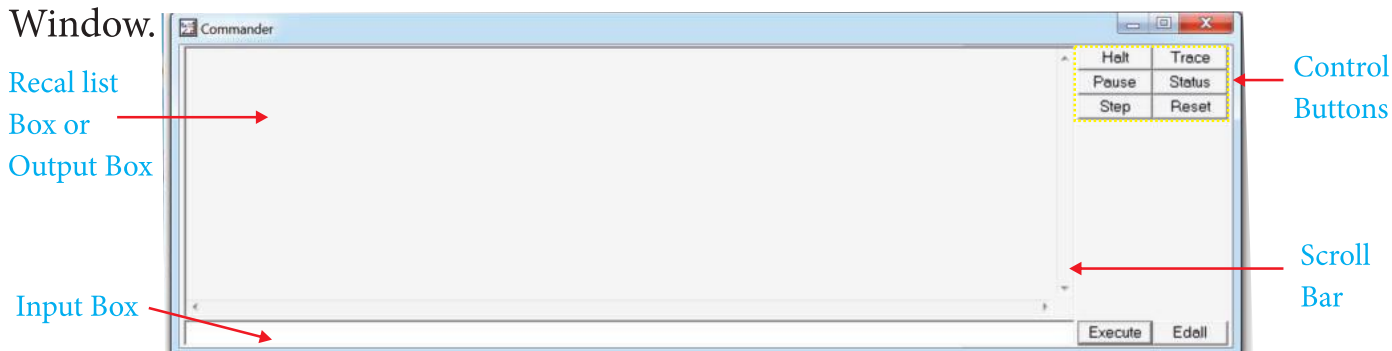 Window.
Commander
Recal list
Box or
Output Box
Halt Trace
Pause Status
Step Reset
Control
Buttons
Scroll
Bar
Input Box
Execute Edall